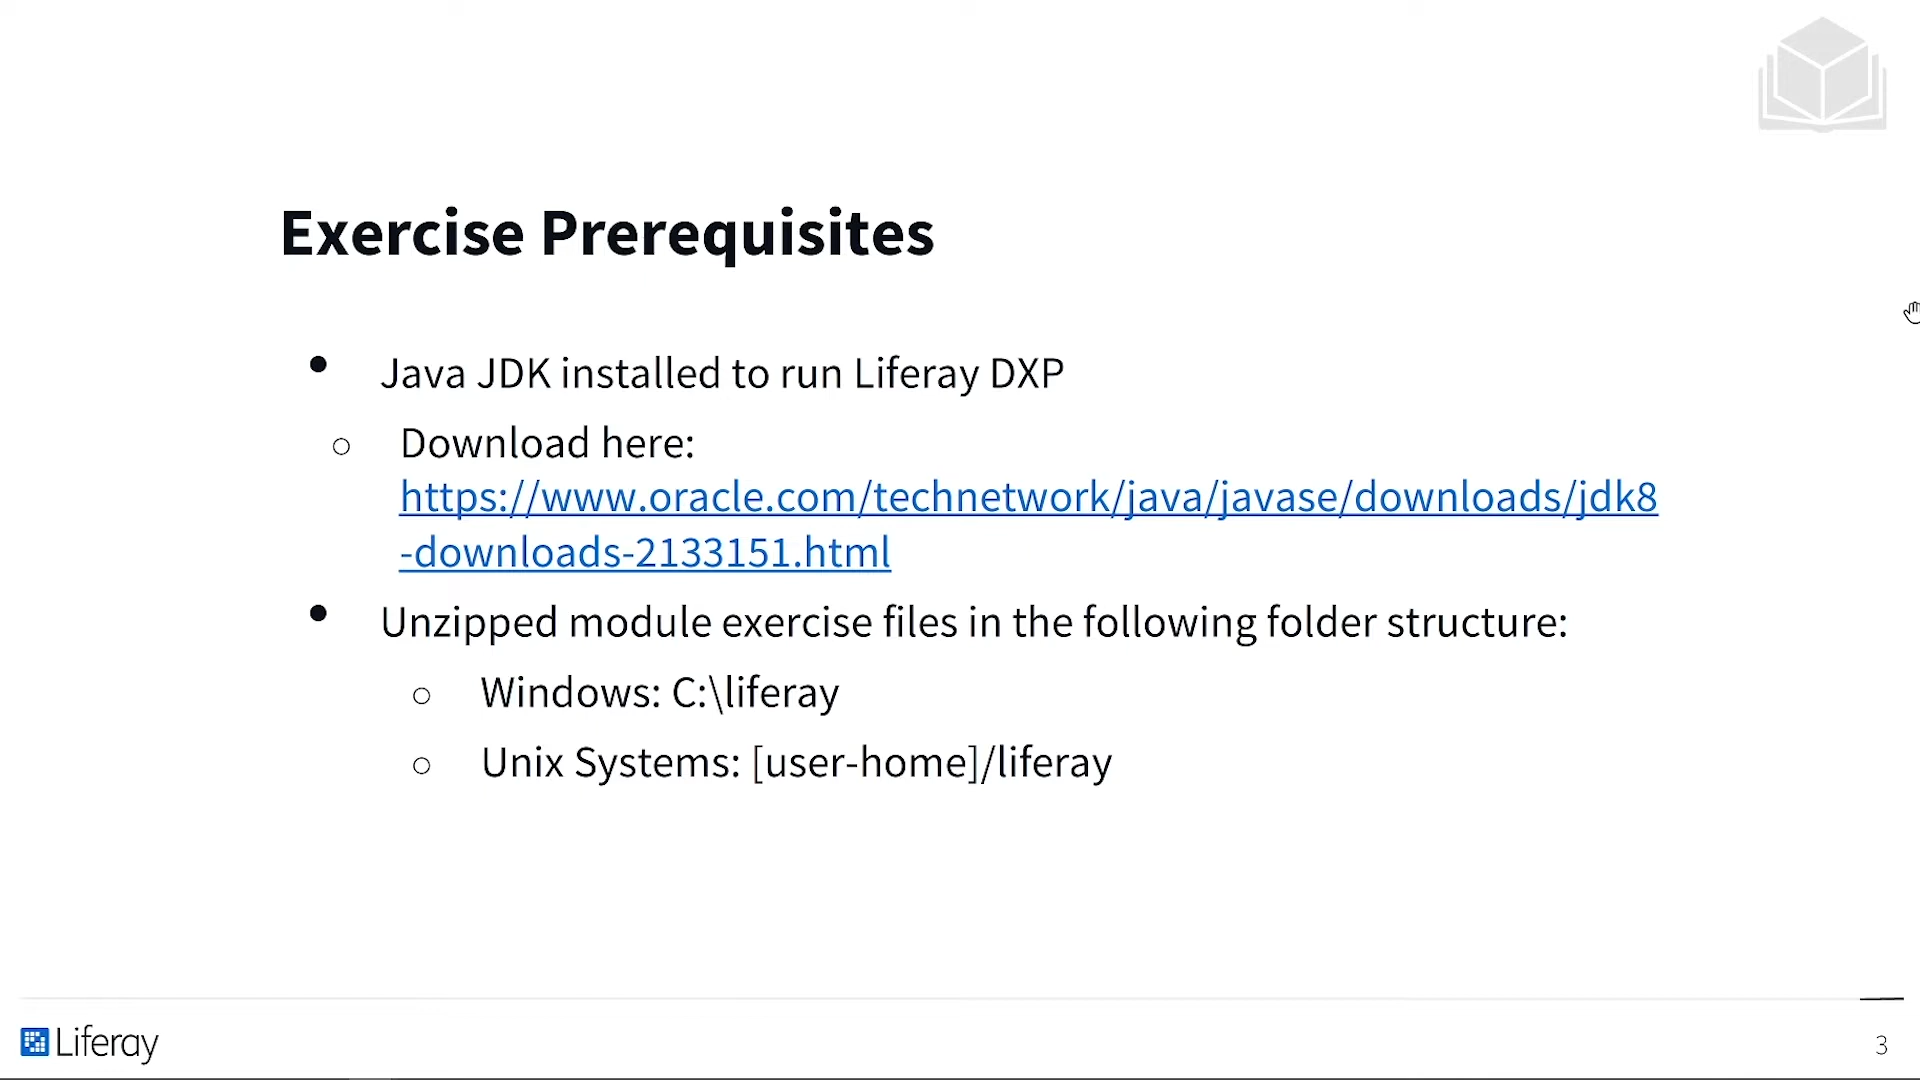 Exercise Prerequisites
• Java JDK installed to run Liferay DXP
○ Download here:
https://www.oracle.com/technetwork/java/javase/downloads/jdk8
-downloads-2133151.html
• Unzipped module exercise files in the following folder structure:
○ Windows: C:\liferay
○ Unix Systems: [user-home]/liferay
Liferay
3